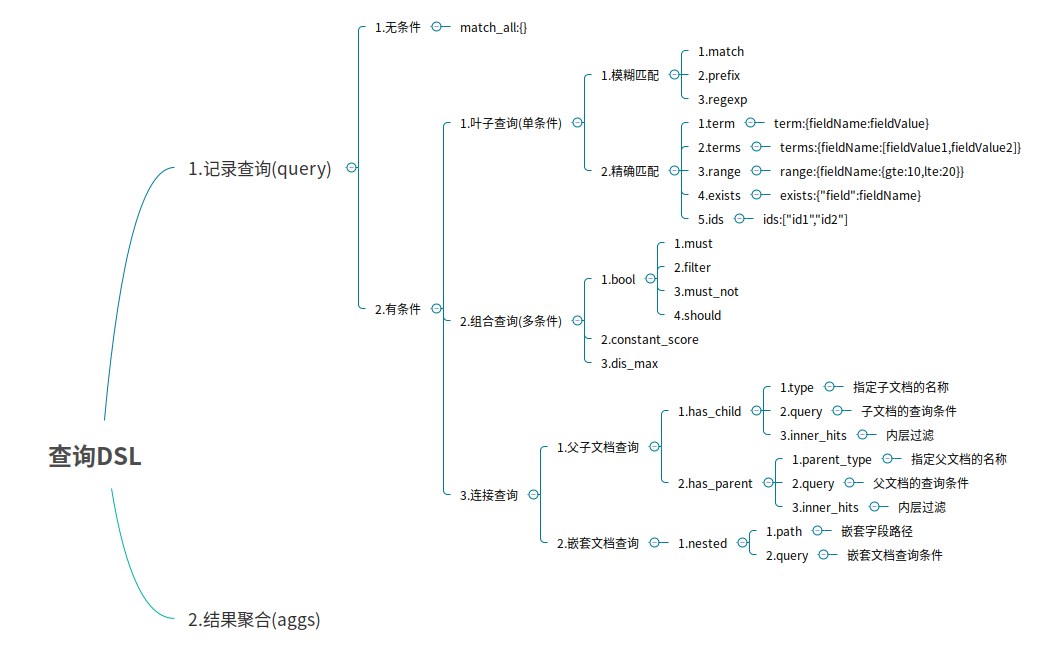 查询DSL
1.记录查询(query)
1.无条件
match_all:{}
2.有条件
1.叶子查询(单条件)
1.模糊匹配
1.match
2.prefix
3.regexp
2.精确匹配
1.term
term:{fieldName:fieldValue}
2.terms
terms:{fieldName:[fieldValue1,fieldValue2]}
3.range
range:{fieldName:{gte:10,lte:20}}
4.exists
exists:{"field":fieldName}
5.ids
ids:["id1","id2"]
2.组合查询(多条件)
1.bool
1.must
2.filter
3.must_not
4.should
2.constant_score
3.dis_max
3.连接查询
1.父子文档查询
1.has_child
1.type
指定子文档的名称
2.query
子文档的查询条件
3.inner_hits
内层过滤
2.has_parent
1.parent_type
指定父文档的名称
2.query
父文档的查询条件
3.inner_hits
内层过滤
2.嵌套文档查询
1.nested
1.path
嵌套字段路径
2.query
嵌套文档查询条件
2.结果聚合(aggs)